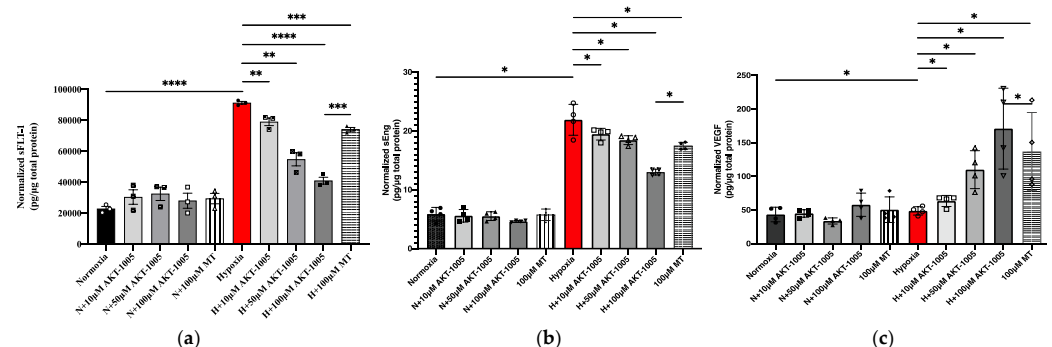 ****
**
**
****
***
***
Normalized sFLT-1
(pg/μg total protein)
100000
80000
60000
40000
20000
0
Normoxia
N+10μM AKT-1005
N+50μM AKT-1005
N+100μM AKT-1005
N+100μM MT
Hypoxia
H+10μM AKT-1005
H+50μM AKT-1005
H+100μM AKT-1005
H+100μM MT
(a)
*
*
*
*
*
*
Normalized sEng
(pg/μg total protein)
30
20
10
0
Normoxia
N+10μM AKT-1005
N+50μM AKT-1005
N+100μM AKT-1005
100μM MT
Hypoxia
H+10μM AKT-1005
H+50μM AKT-1005
H+100μM AKT-1005
100μM MT
(b)
*
*
*
*
*
*
Normalized VEGF
(pg/μg total protein)
250
200
150
100
50
0
Normoxia
N+10μM AKT-1005
N+50μM AKT-1005
N+100μM AKT-1005
100μM MT
Hypoxia
H+10μM AKT-1005
H+50μM AKT-1005
H+100μM AKT-1005
100μM MT
(c)